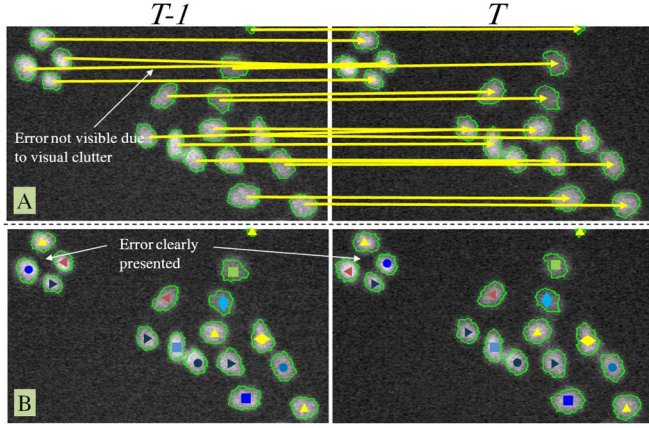 T-1
T
Error not visible due
to visual clutter
A
Error clearly
presented
B